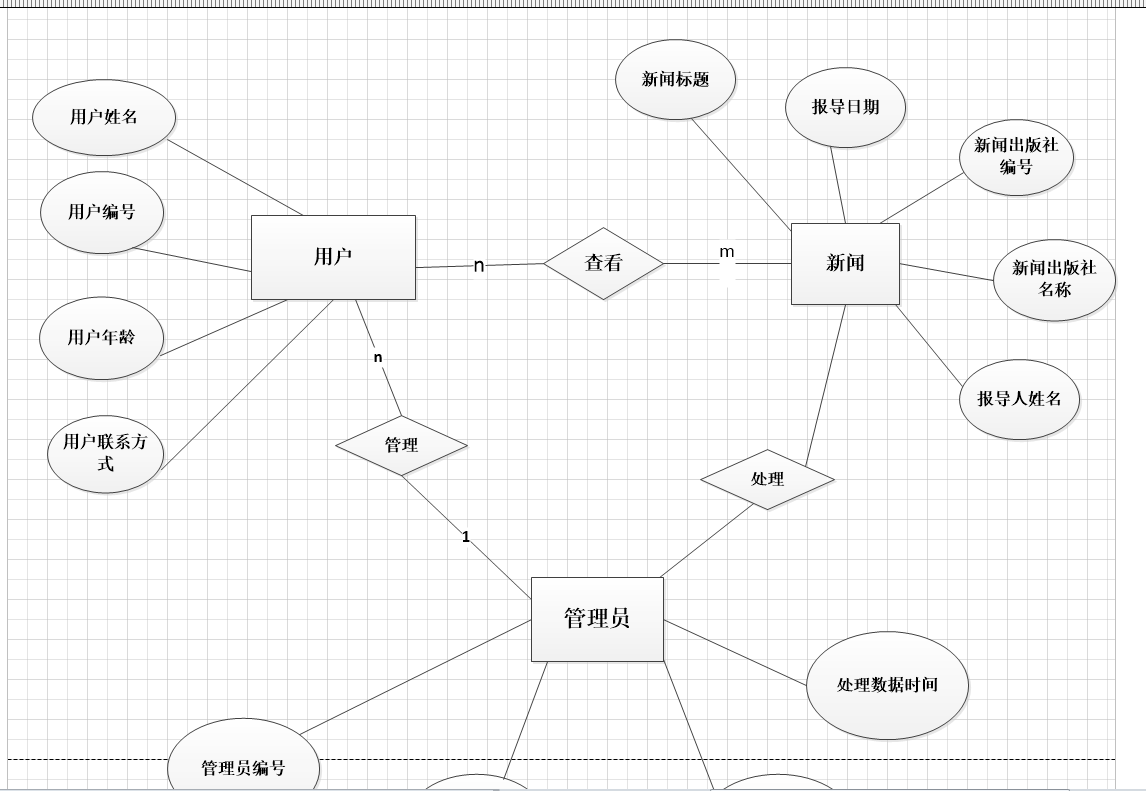 新闻标题
报导日期
用户姓名
新闻出版社
编号
用户编号
用户
n
查看
m
新闻
新闻出版社
名称
用户年龄
n
报导人姓名
用户联系方
式
管理
处理
1
管理员
处理数据时间
管理员编号